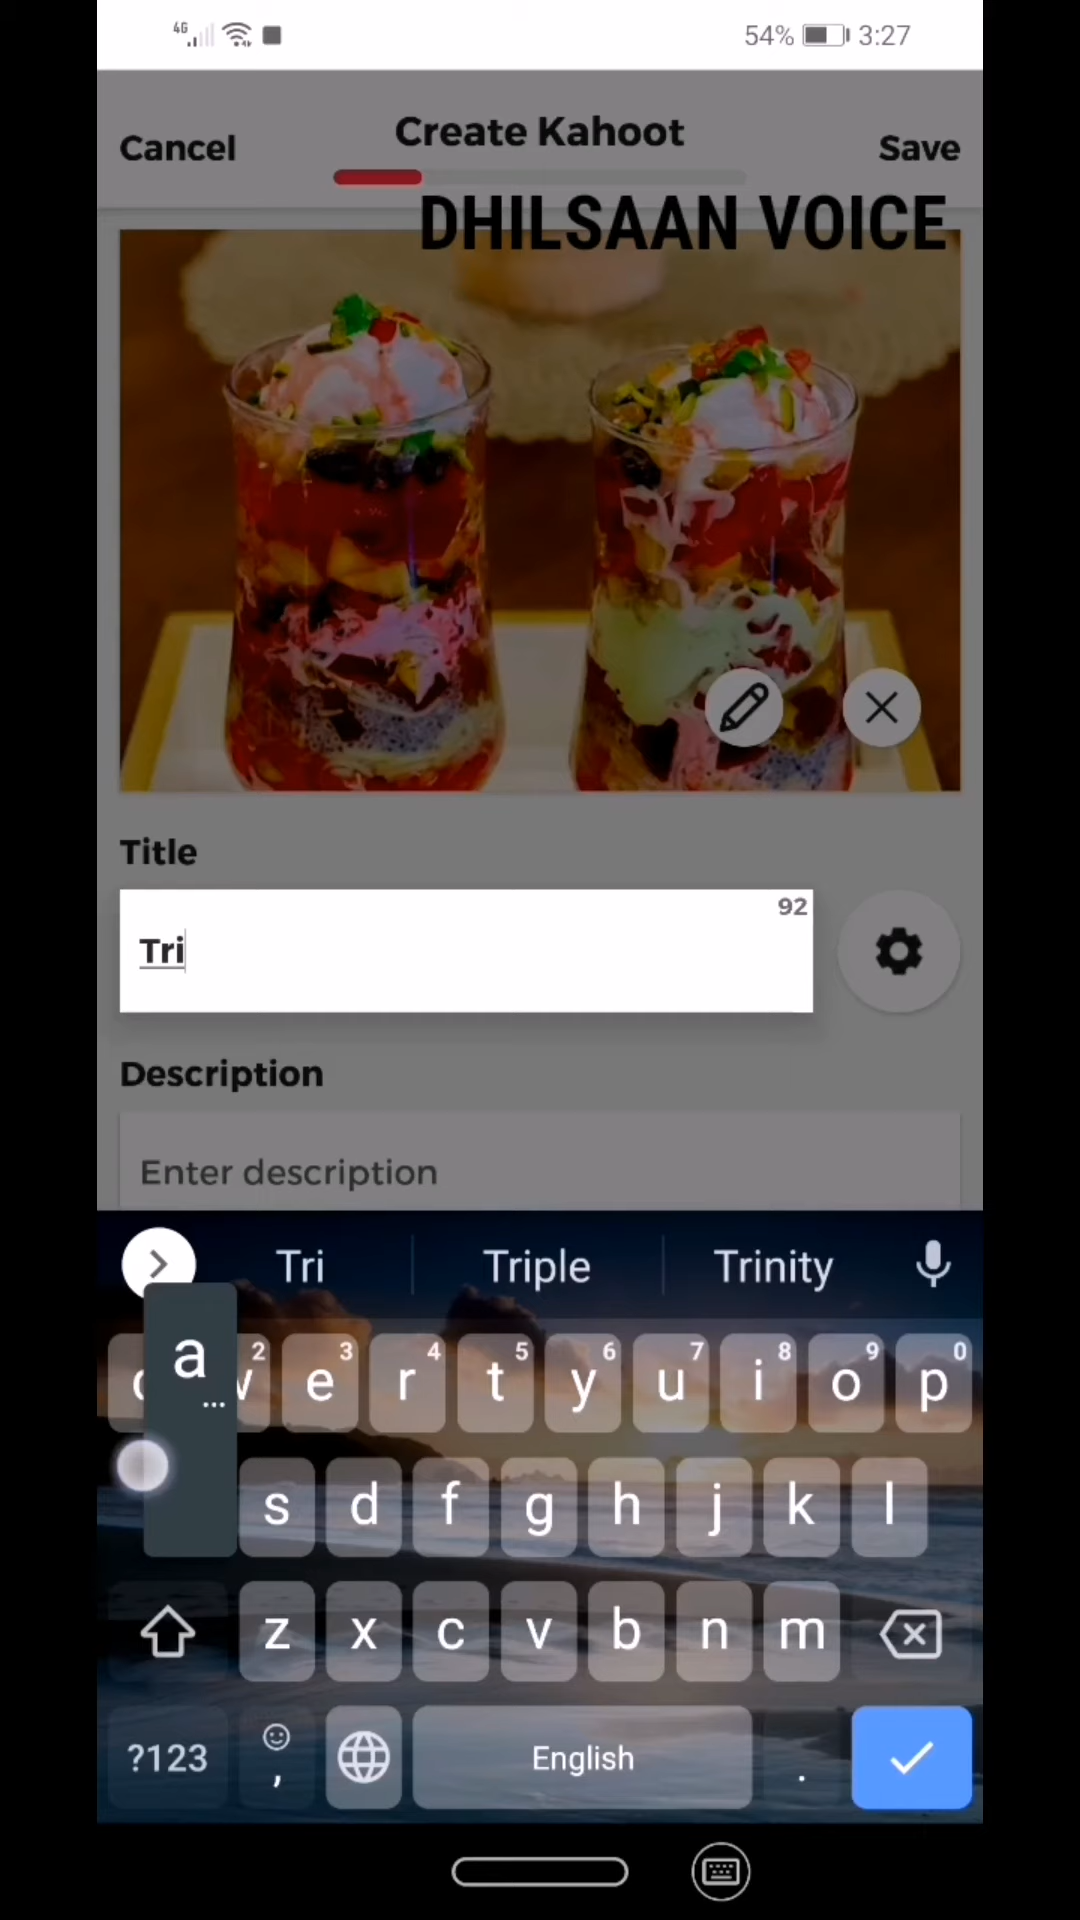 4G 54% 3:27
Cancel Create Kahoot Save
DHILSAAN VOICE
Title
92
Tri
Description
Enter description
Tri Triple Trinity
a...
2 3 4 5 6 7 8 9 0
w e r t y u i o p
s d f g h j k l
z x c v b n m
?123 , English .